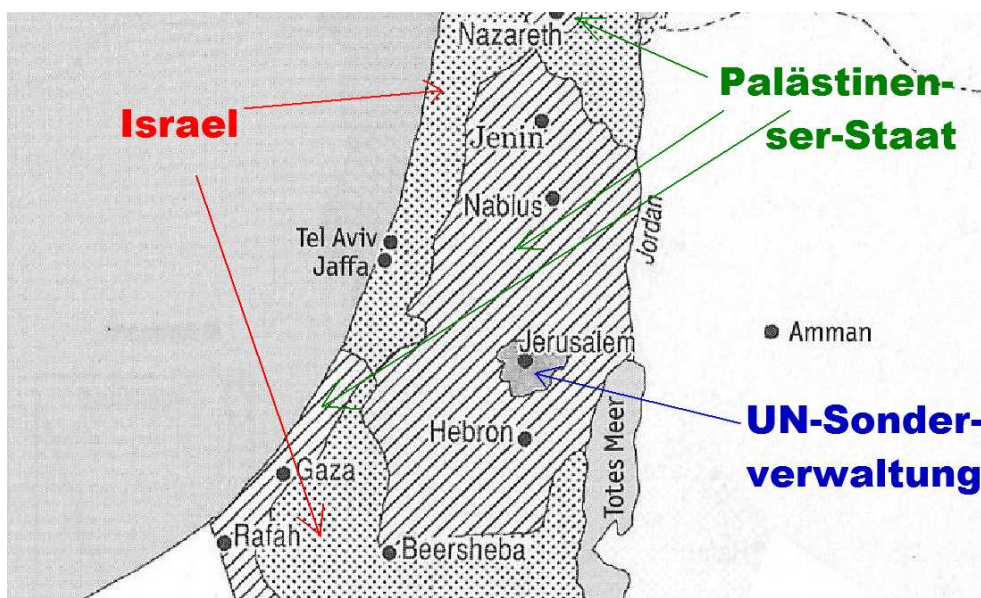 Nazareth
Palästinen-
ser-Staat
Israel
Jenin
Nablus
Jordan
Tel Aviv
Jaffa
Jerusalem
Amman
UN-Sonder-
verwaltung
Totes Meer
Hebron
Gaza
Rafah
Beersheba